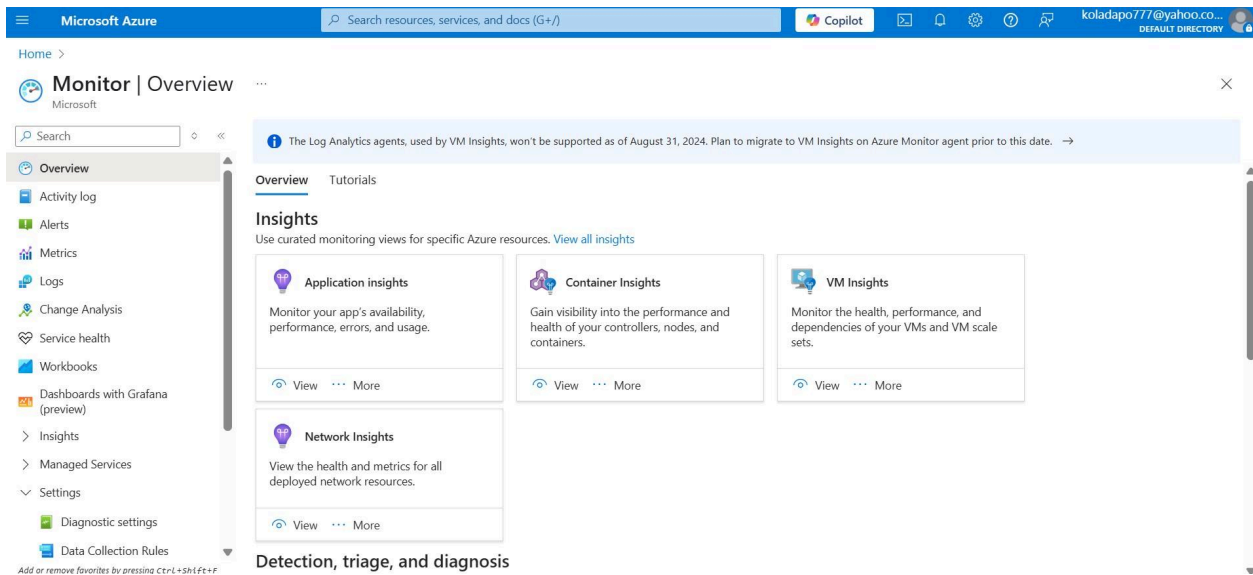 Microsoft Azure
Search resources, services, and docs (G+/)
Copilot
koladapo777@yahoo.co...
DEFAULT DIRECTORY
Home >
Monitor | Overview ...
Microsoft
Search
The Log Analytics agents, used by VM Insights, won't be supported as of August 31, 2024. Plan to migrate to VM Insights on Azure Monitor agent prior to this date. →
Overview
Activity log
Alerts
Metrics
Logs
Change Analysis
Service health
Workbooks
Dashboards with Grafana
(preview)
Insights
Managed Services
Settings
Diagnostic settings
Data Collection Rules
Add or remove favorites by pressing Ctrl+Shift+F
Overview Tutorials
Insights
Use curated monitoring views for specific Azure resources. View all insights
Application insights
Monitor your app's availability,
performance, errors, and usage.
View ... More
Container Insights
Gain visibility into the performance and
health of your controllers, nodes, and
containers.
View ... More
VM Insights
Monitor the health, performance, and
dependencies of your VMs and VM scale
sets.
View ... More
Network Insights
View the health and metrics for all
deployed network resources.
View ... More
Detection, triage, and diagnosis